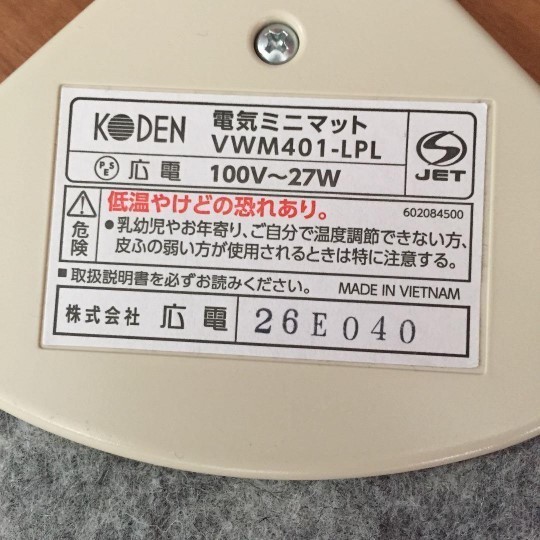 KODEN
電気ミニマット
VWM401-LPL
S
JET
PSE 広電
100V〜27W
危険
低温やけどの恐れあり。
602084500
●乳幼児やお年寄り、ご自分で温度調節できない方、
皮ふの弱い方が使用されるときは特に注意する。
■取扱説明書を必ずお読みください。 MADE IN VIETNAM
株式会社 広電 26E040